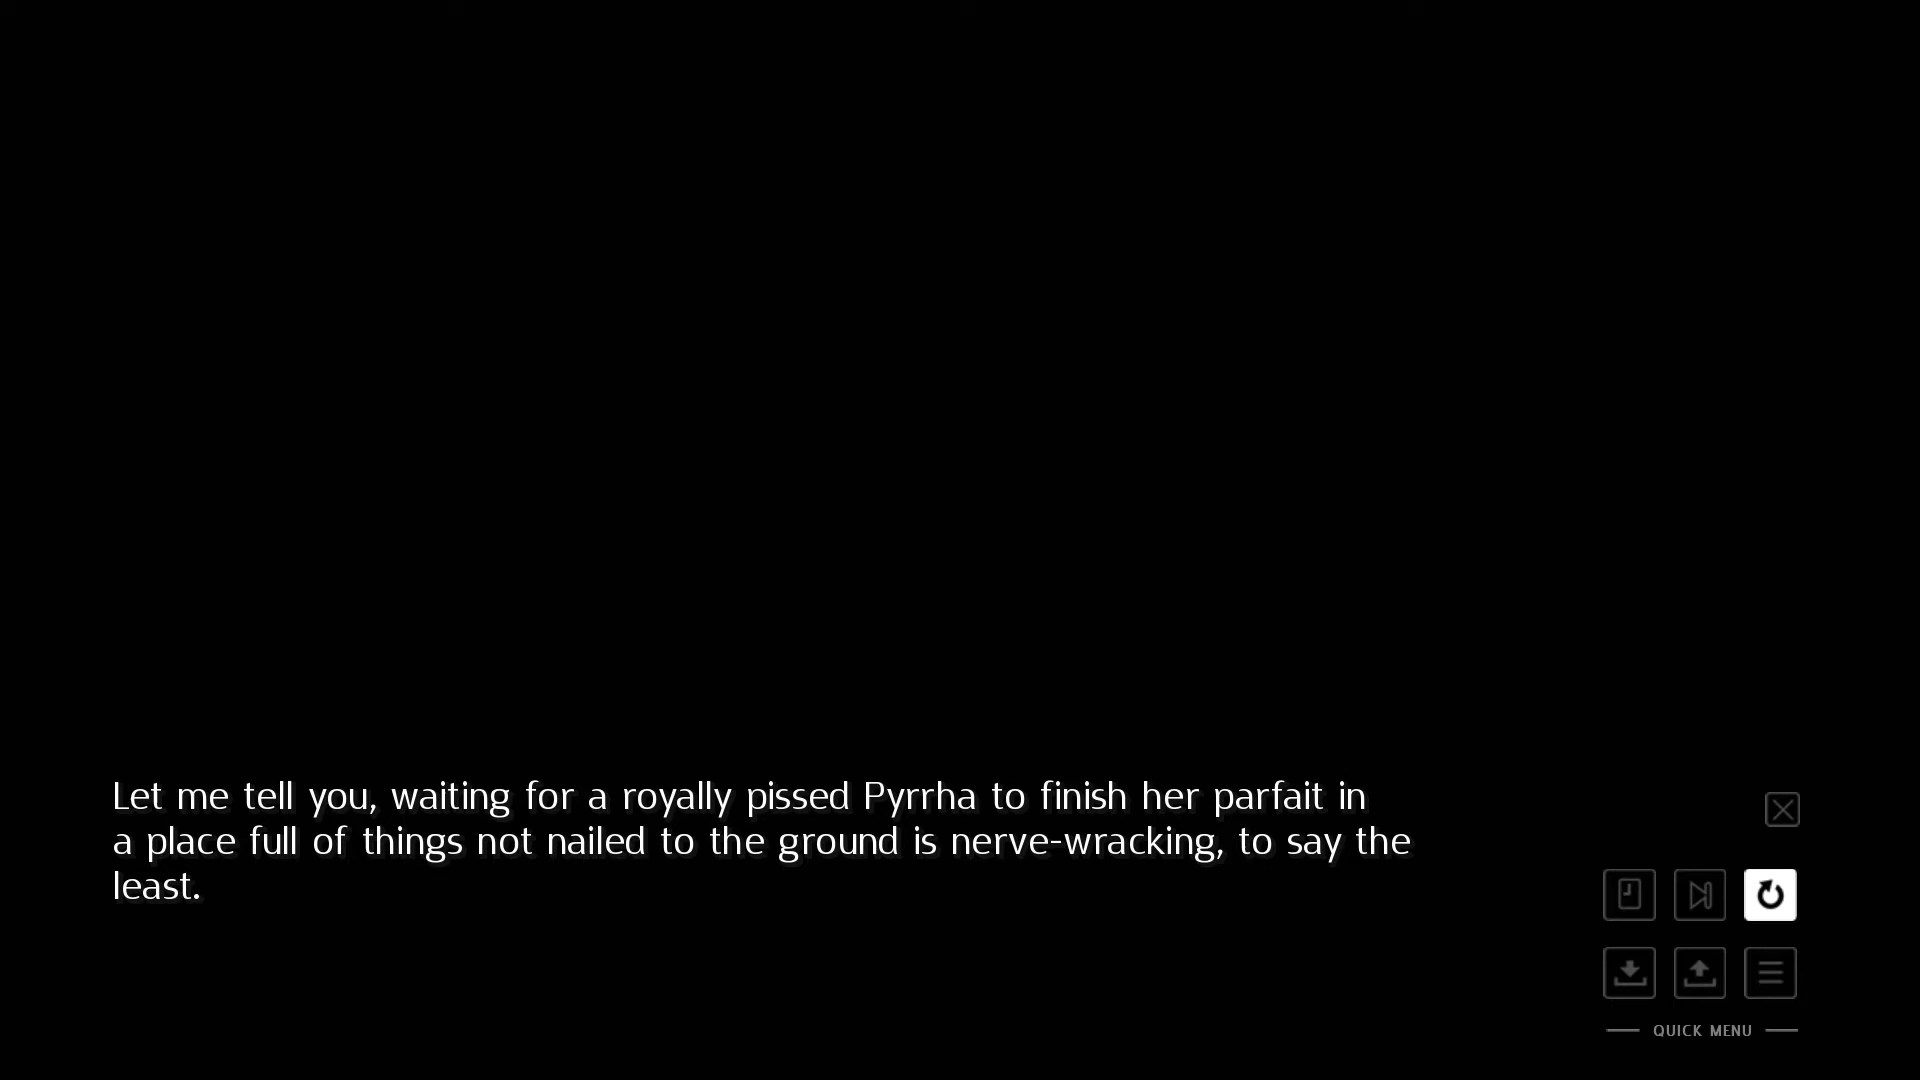 Let me tell you, waiting for a royally pissed Pyrrha to finish her parfait in
a place full of things not nailed to the ground is nerve-wracking, to say the
least.
QUICK MENU